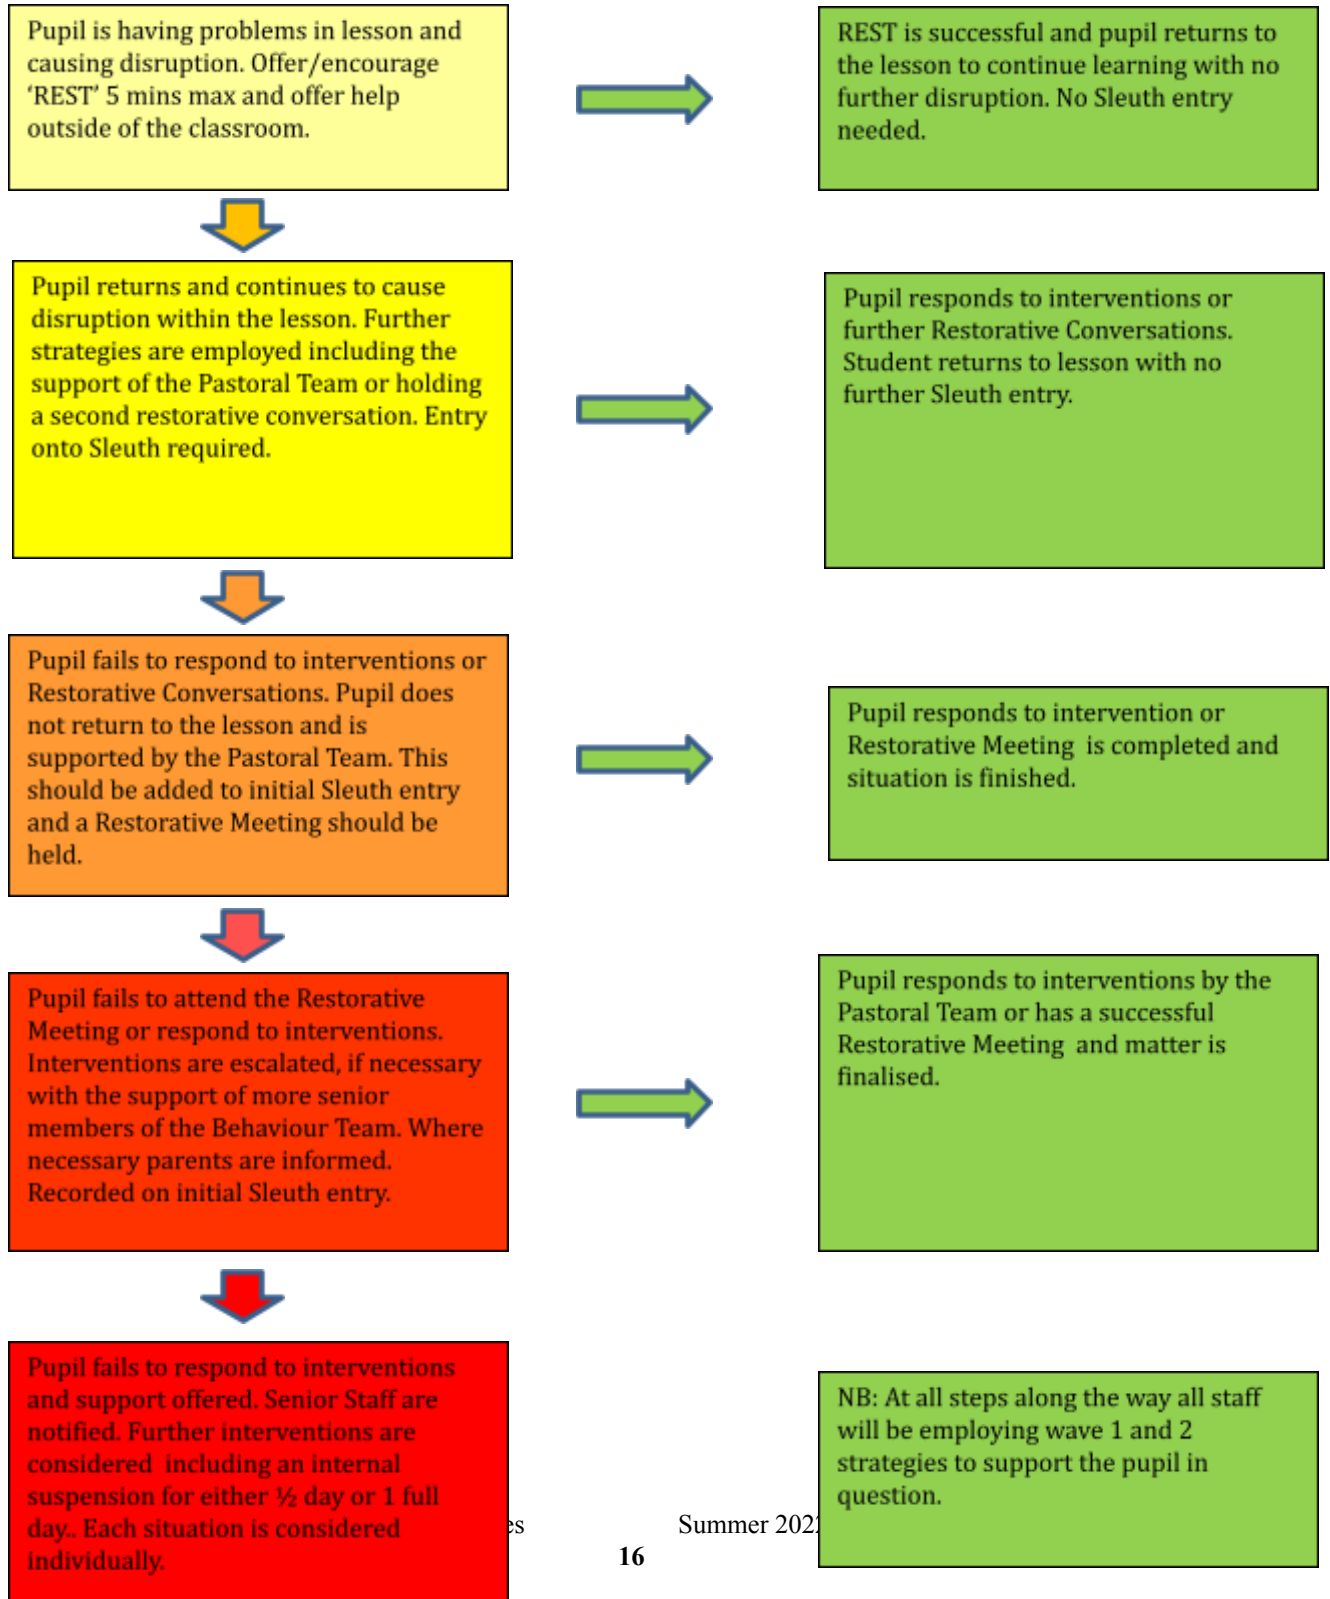 Pupil is having problems in lesson and
causing disruption. Offer/encourage
‘REST’ 5 mins max and offer help
outside of the classroom.
REST is successful and pupil returns to
the lesson to continue learning with no
further disruption. No Sleuth entry
needed.
Pupil returns and continues to cause
disruption within the lesson. Further
strategies are employed including the
support of the Pastoral Team or holding
a second restorative conversation. Entry
onto Sleuth required.
Pupil responds to interventions or
further Restorative Conversations.
Student returns to lesson with no
further Sleuth entry.
Pupil fails to respond to interventions or
Restorative Conversations. Pupil does
not return to the lesson and is
supported by the Pastoral Team. This
should be added to initial Sleuth entry
and a Restorative Meeting should be
held.
Pupil responds to intervention or
Restorative Meeting  is completed and
situation is finished.
Pupil fails to attend the Restorative
Meeting or respond to interventions.
Interventions are escalated, if necessary
with the support of more senior
members of the Behaviour Team. Where
necessary parents are informed.
Recorded on initial Sleuth entry.
Pupil responds to interventions by the
Pastoral Team or has a successful
Restorative Meeting  and matter is
finalised.
Pupil fails to respond to interventions
and support offered. Senior Staff are
notified. Further interventions are
considered  including an internal
suspension for either ½ day or 1 full
day.. Each situation is considered
individually.
NB: At all steps along the way all staff
will be employing wave 1 and 2
strategies to support the pupil in
question.
Summer
16